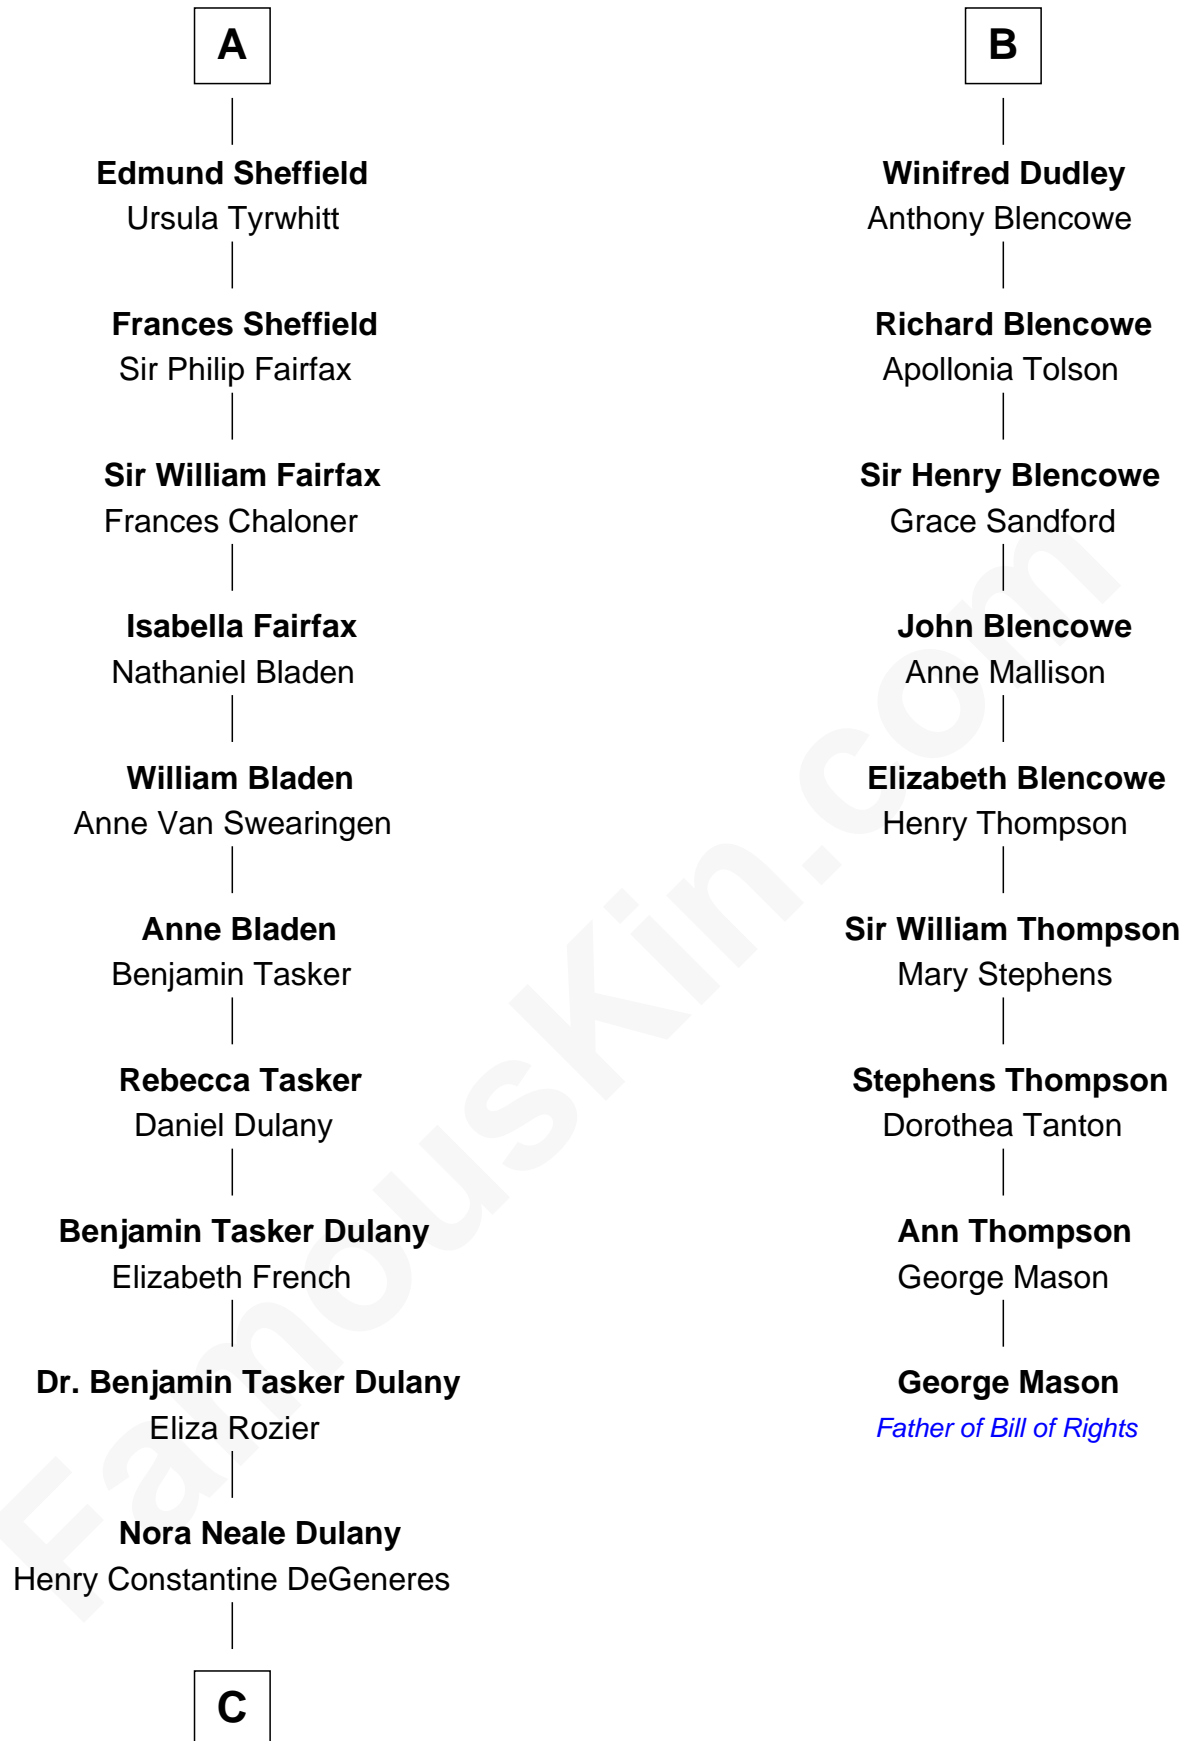 A
Edmund Sheffield
Ursula Tyrwhitt
Frances Sheffield
Sir Philip Fairfax
Sir William Fairfax
Frances Chaloner
Isabella Fairfax
Nathaniel Bladen
William Bladen
Anne Van Swearingen
Anne Bladen
Benjamin Tasker
Rebecca Tasker
Daniel Dulany
Benjamin Tasker Dulany
Elizabeth French
Dr. Benjamin Tasker Dulany
Eliza Rozier
Nora Neale Dulany
Henry Constantine DeGeneres
C
B
Winifred Dudley
Anthony Blencowe
Richard Blencowe
Apollonia Tolson
Sir Henry Blencowe
Grace Sandford
John Blencowe
Anne Mallison
Elizabeth Blencowe
Henry Thompson
Sir William Thompson
Mary Stephens
Stephens Thompson
Dorothea Tanton
Ann Thompson
George Mason
George Mason
Father of Bill of Rights
FamousKin.com